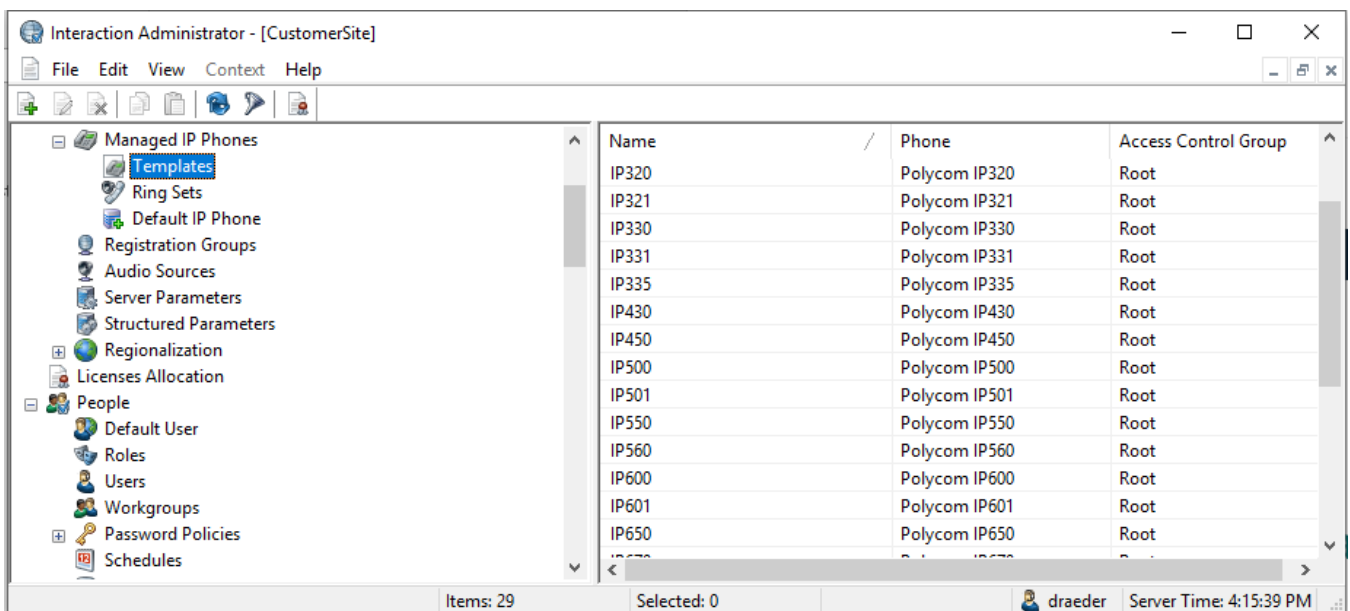 Interaction Administrator - [CustomerSite]
File Edit View Context Help
Managed IP Phones
Templates
Ring Sets
Default IP Phone
Registration Groups
Audio Sources
Server Parameters
Structured Parameters
Regionalization
Licenses Allocation
People
Default User
Roles
Users
Workgroups
Password Policies
Schedules
Name Phone Access Control Group
IP320 Polycom IP320 Root
IP321 Polycom IP321 Root
IP330 Polycom IP330 Root
IP331 Polycom IP331 Root
IP335 Polycom IP335 Root
IP430 Polycom IP430 Root
IP450 Polycom IP450 Root
IP500 Polycom IP500 Root
IP501 Polycom IP501 Root
IP550 Polycom IP550 Root
IP560 Polycom IP560 Root
IP600 Polycom IP600 Root
IP601 Polycom IP601 Root
IP650 Polycom IP650 Root
Items: 29 Selected: 0 draeder Server Time: 4:15:39 PM